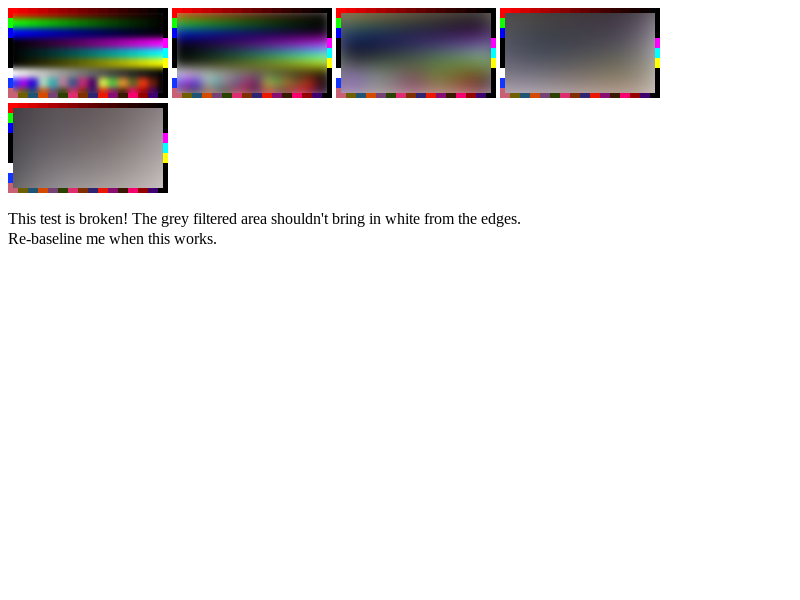 This test is broken! The grey filtered area shouldn't bring in white from the edges.
Re-baseline me when this works.